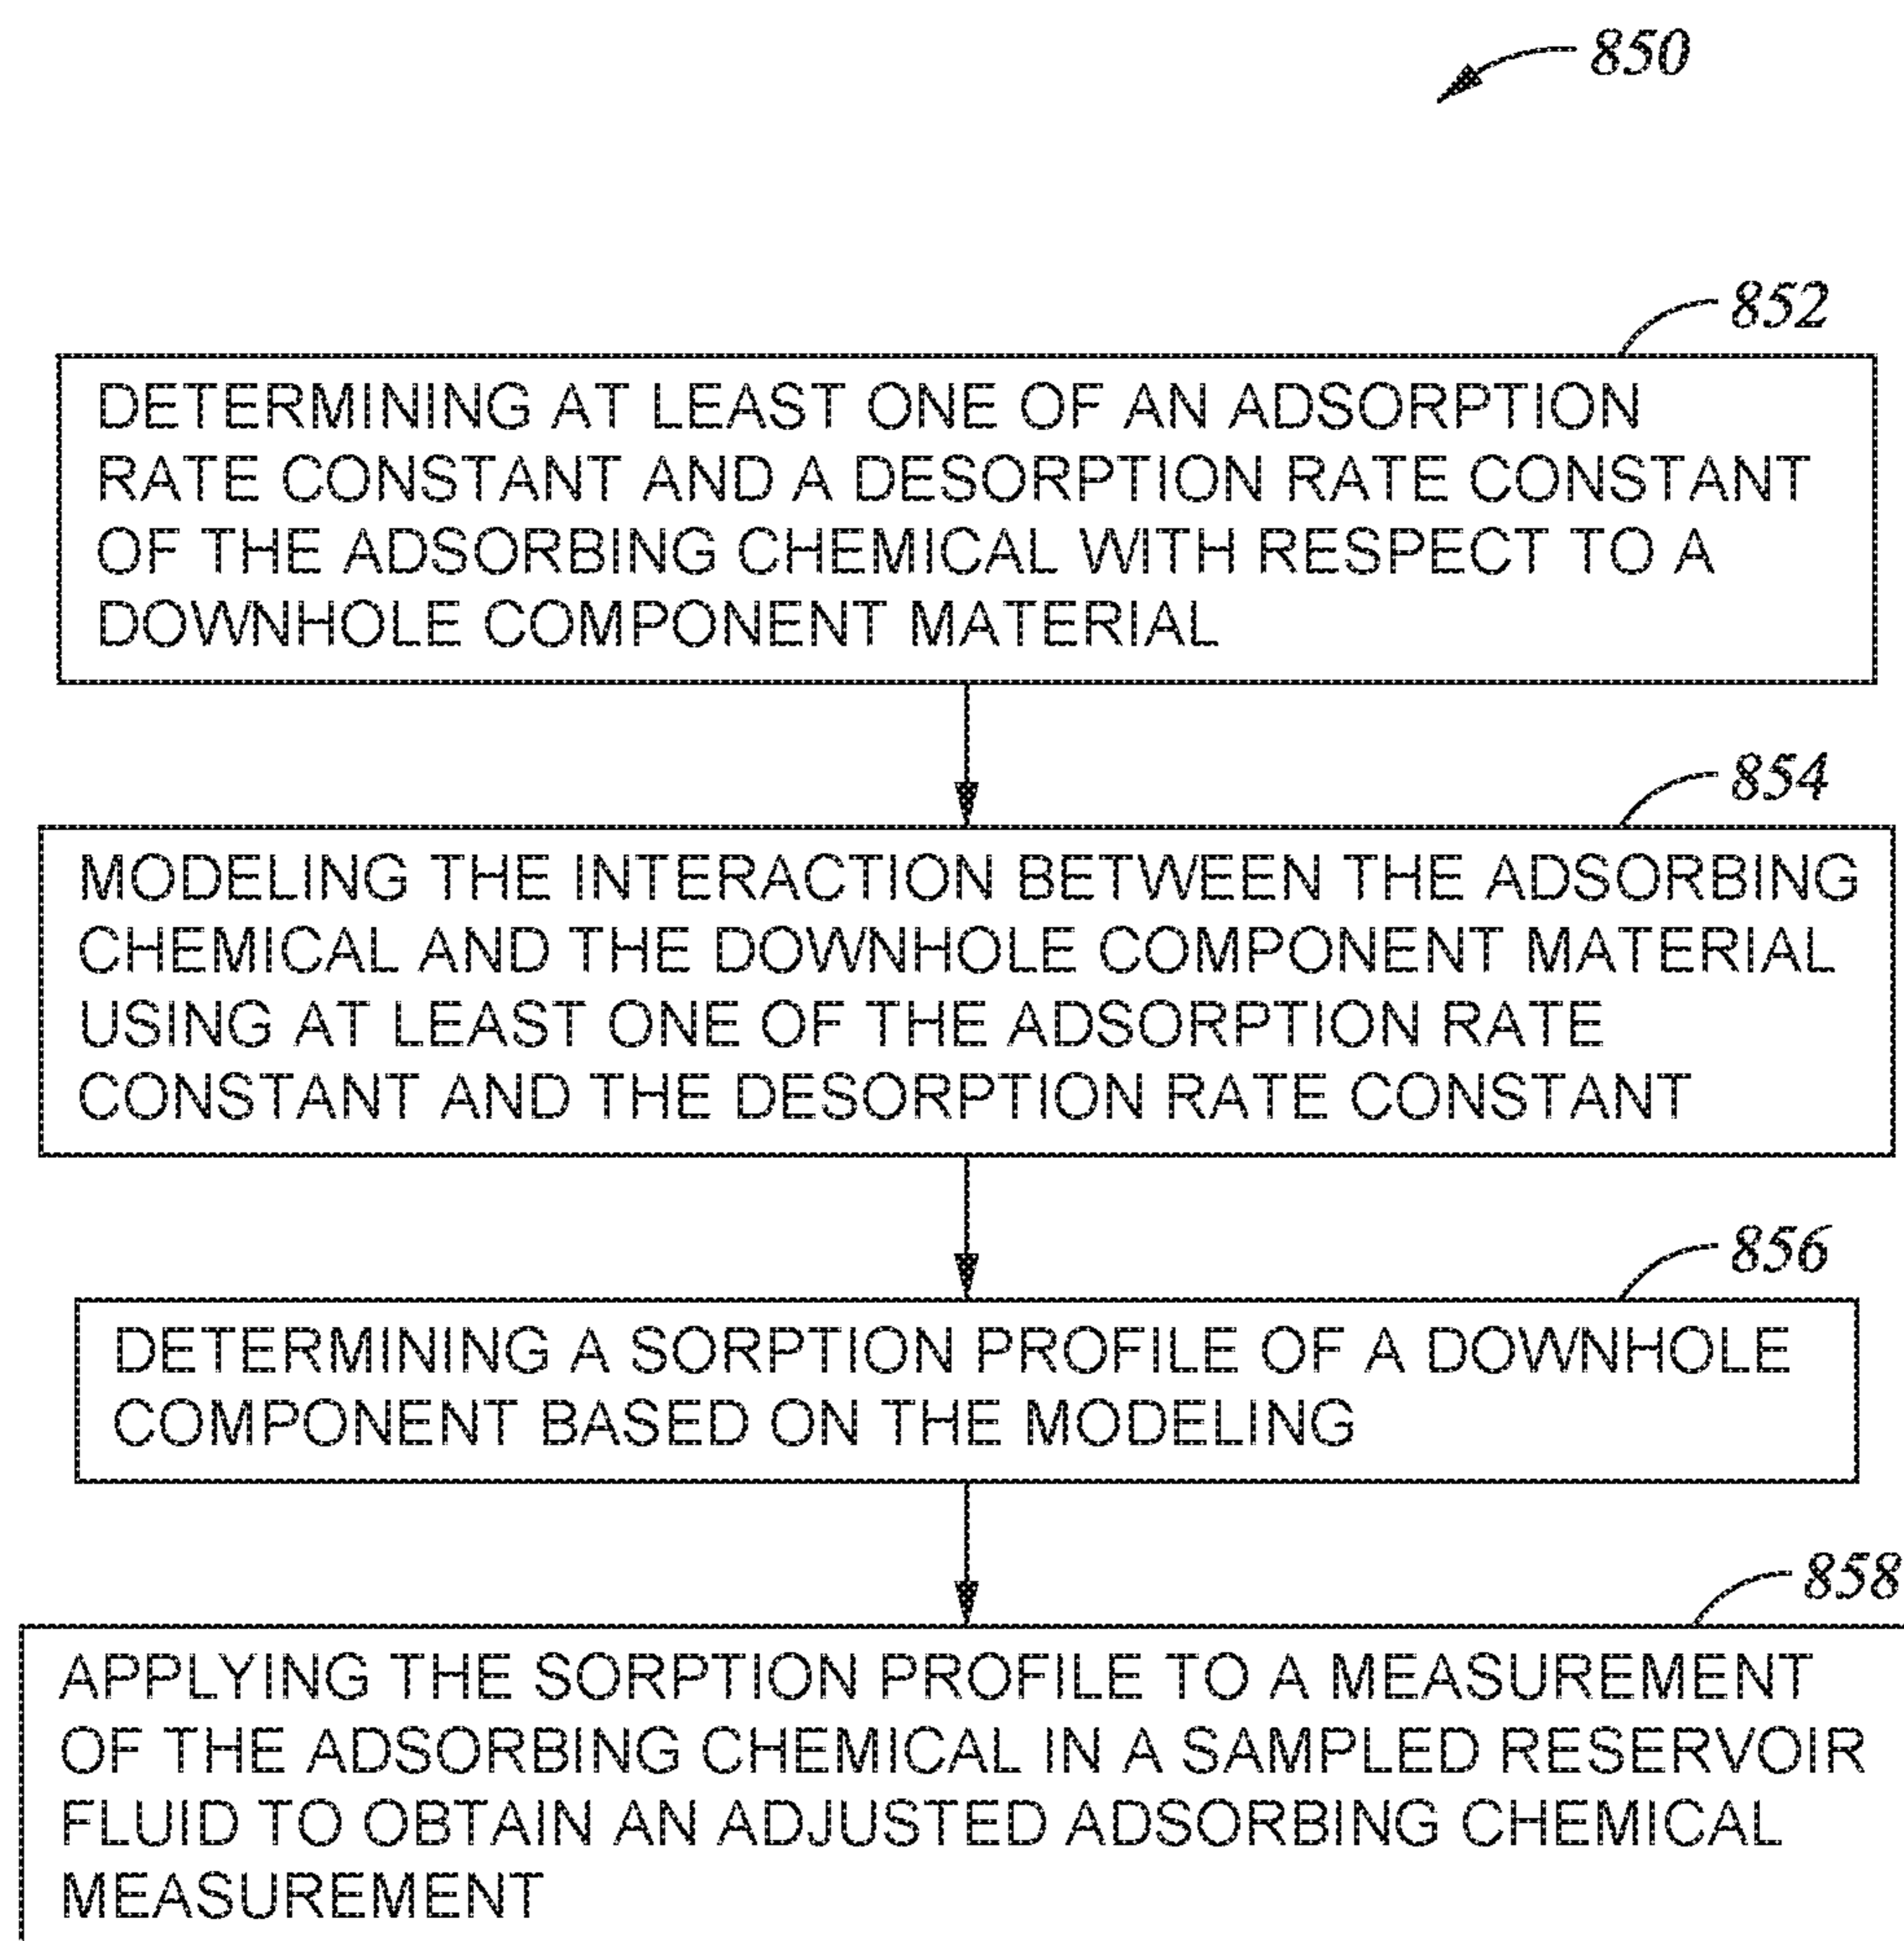 850
852
DETERMINING AT LEAST ONE OF AN ADSORPTION
RATE CONSTANT AND A DESORPTION RATE CONSTANT
OF THE ADSORBING CHEMICAL WITH RESPECT TO A
DOWNHOLE COMPONENT MATERIAL
854
MODELING THE INTERACTION BETWEEN THE ADSORBING
CHEMICAL AND THE DOWNHOLE COMPONENT MATERIAL
USING AT LEAST ONE OF THE ADSORPTION RATE
CONSTANT AND THE DESORPTION RATE CONSTANT
856
DETERMINING A SORPTION PROFILE OF A DOWNHOLE
COMPONENT BASED ON THE MODELING
858
APPLYING THE SORPTION PROFILE TO A MEASUREMENT
OF THE ADSORBING CHEMICAL IN A SAMPLED RESERVOIR
FLUID TO OBTAIN AN ADJUSTED ADSORBING CHEMICAL
MEASUREMENT